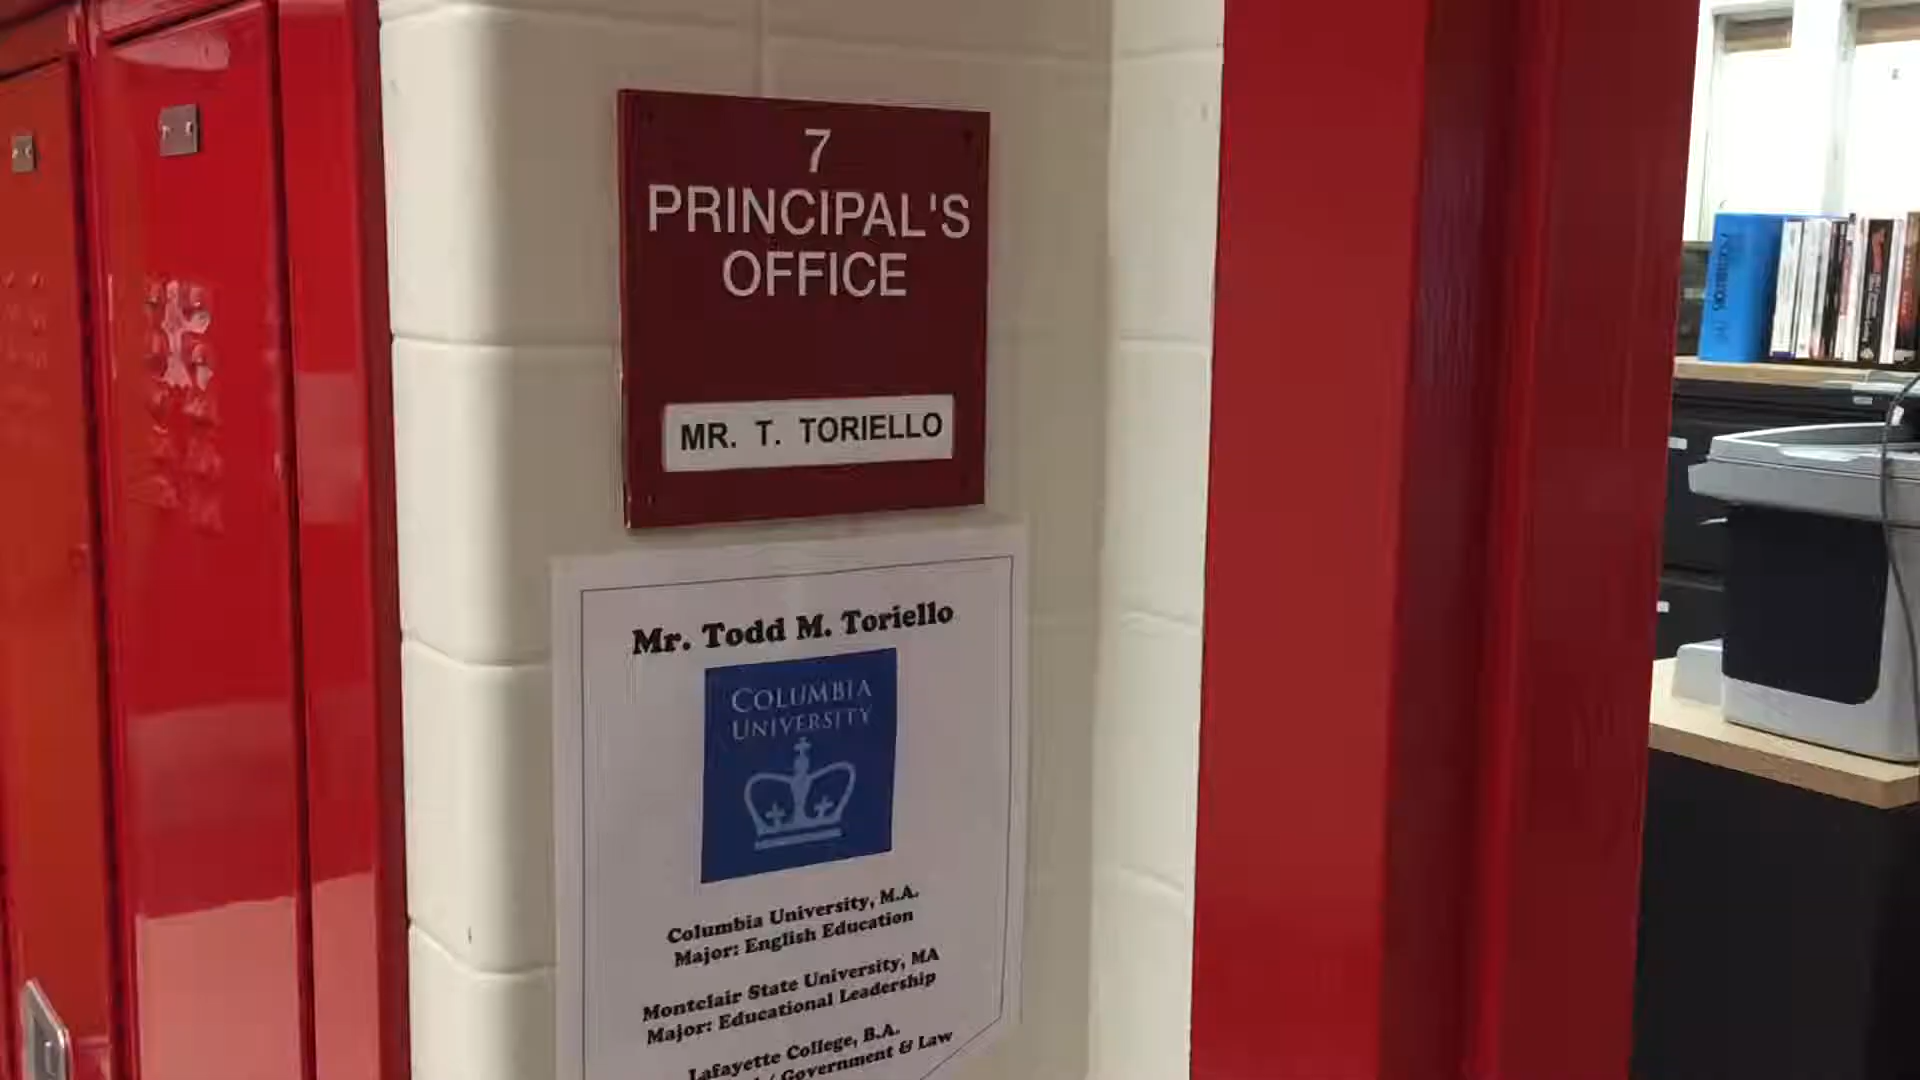 7
PRINCIPAL'S
OFFICE
MR. T. TORIELLO
Mr. Todd M. Toriello
COLUMBIA
UNIVERSITY
Columbia University, M.A.
Major: English Education
Montclair State University, MA
Major: Educational Leadership
Lafayette College, B.A.
Government & Law